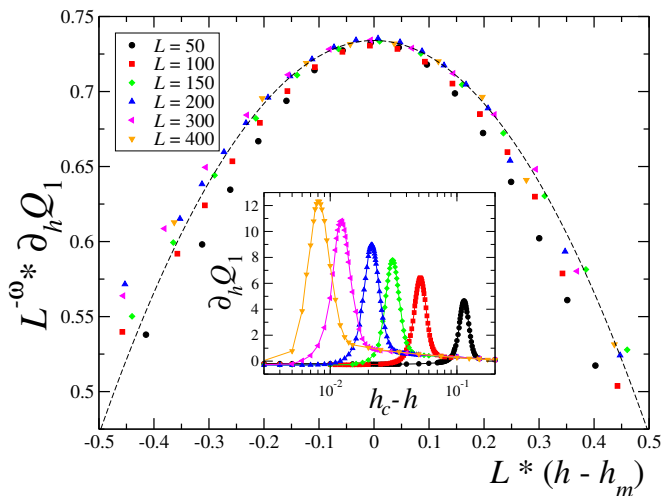 L = 50
L = 100
L = 150
L = 200
L = 300
L = 400
L^{-ω} * ∂_h Q_1
0.75
0.7
0.65
0.6
0.55
0.5
-0.5 -0.4 -0.3 -0.2 -0.1 0 0.1 0.2 0.3 0.4 0.5
L * (h - h_m)
∂_h Q_1
12
10
8
6
4
2
0
10^{-2} 10^{-1}
h_c - h